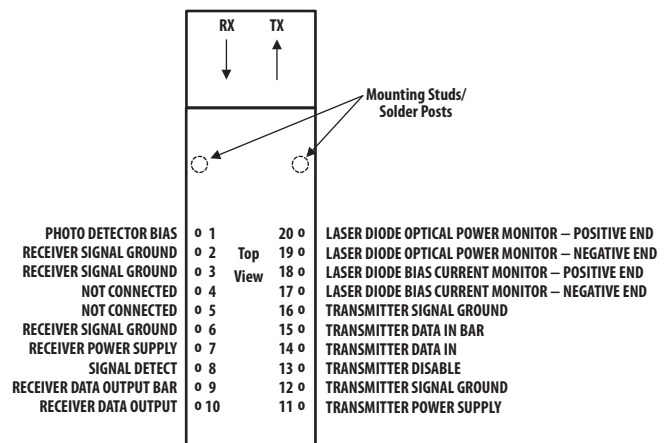 RX TX
Mounting Studs/
Solder Posts
Top
View
PHOTO DETECTOR BIAS o 1
RECEIVER SIGNAL GROUND o 2
RECEIVER SIGNAL GROUND o 3
NOT CONNECTED o 4
NOT CONNECTED o 5
RECEIVER SIGNAL GROUND o 6
RECEIVER POWER SUPPLY o 7
SIGNAL DETECT o 8
RECEIVER DATA OUTPUT BAR o 9
RECEIVER DATA OUTPUT o 10
20 o LASER DIODE OPTICAL POWER MONITOR – POSITIVE END
19 o LASER DIODE OPTICAL POWER MONITOR – NEGATIVE END
18 o LASER DIODE BIAS CURRENT MONITOR – POSITIVE END
17 o LASER DIODE BIAS CURRENT MONITOR – NEGATIVE END
16 o TRANSMITTER SIGNAL GROUND
15 o TRANSMITTER DATA IN BAR
14 o TRANSMITTER DATA IN
13 o TRANSMITTER DISABLE
12 o TRANSMITTER SIGNAL GROUND
11 o TRANSMITTER POWER SUPPLY